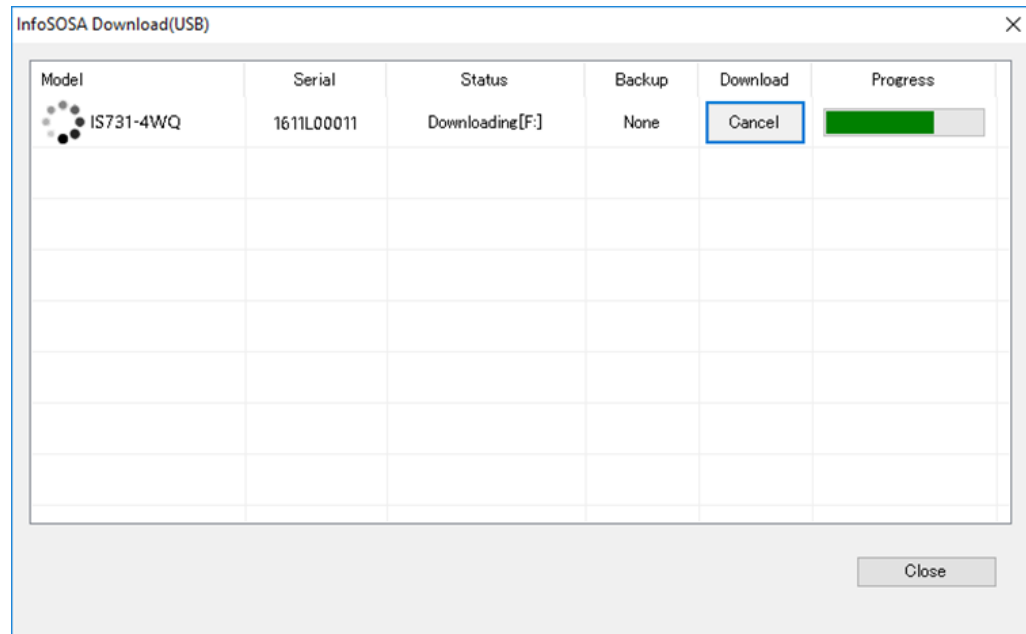 InfoSOSA Download(USB)
Model Serial Status Backup Download Progress
IS731-4WQ 1611L00011 Downloading[F:] None Cancel
Close